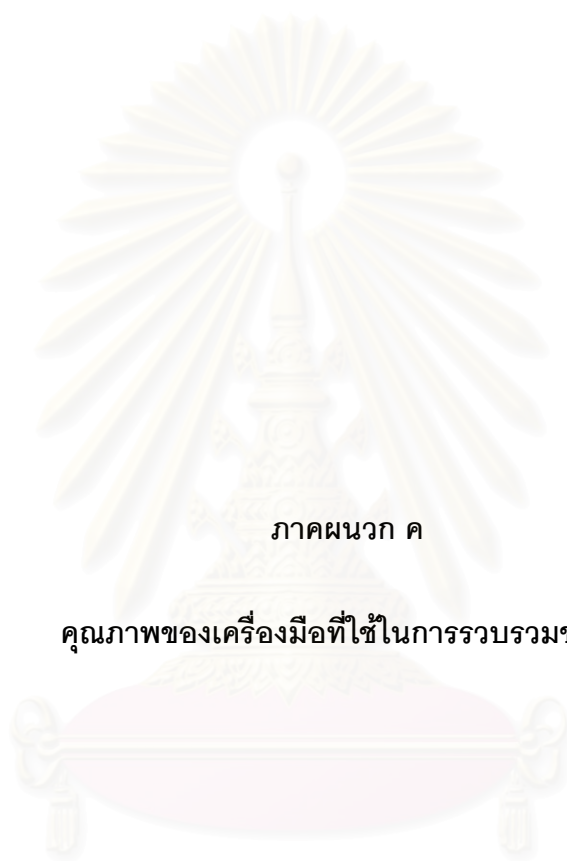 ภาคผนวก ค
คุณภาพของเครื่องมือที่ใช้ในการรวบรวมข